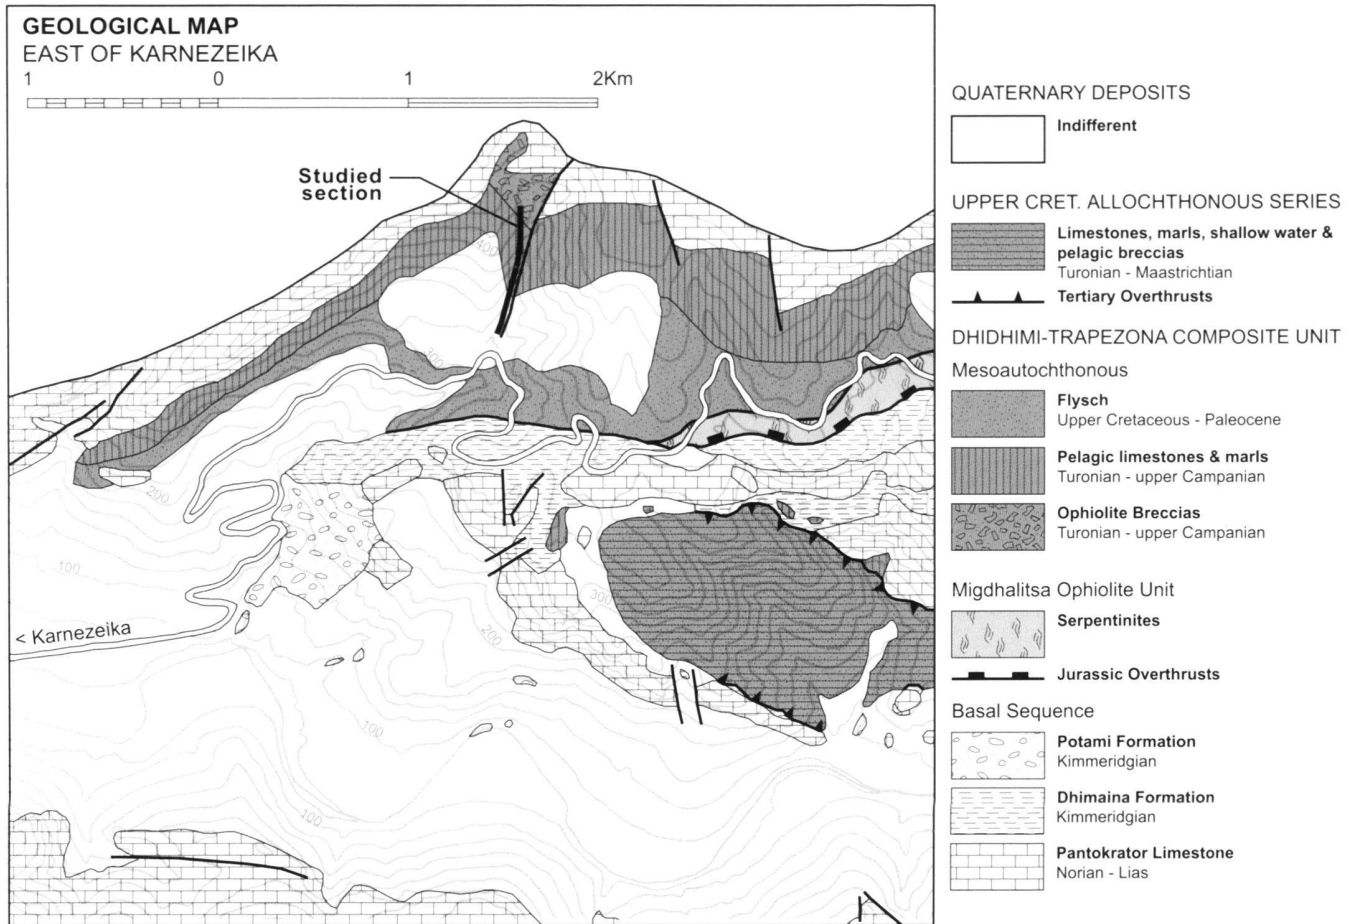 GEOLOGICAL MAP
EAST OF KARNEZEIKA
1 0 1 2Km
Studied
section
400
300
200
100
300
200
< Karnezeika
100
100
100
QUATERNARY DEPOSITS
Indifferent
UPPER CRET. ALLOCHTHONOUS SERIES
Limestones, marls, shallow water &
pelagic breccias
Turonian - Maastrichtian
Tertiary Overthrusts
DHIDHIMI-TRAPEZONA COMPOSITE UNIT
Mesoautochthonous
Flysch
Upper Cretaceous - Paleocene
Pelagic limestones & marls
Turonian - upper Campanian
Ophiolite Breccias
Turonian - upper Campanian
Migdhalitsa Ophiolite Unit
Serpentinites
Jurassic Overthrusts
Basal Sequence
Potami Formation
Kimmeridgian
Dhimaina Formation
Kimmeridgian
Pantokrator Limestone
Norian - Lias